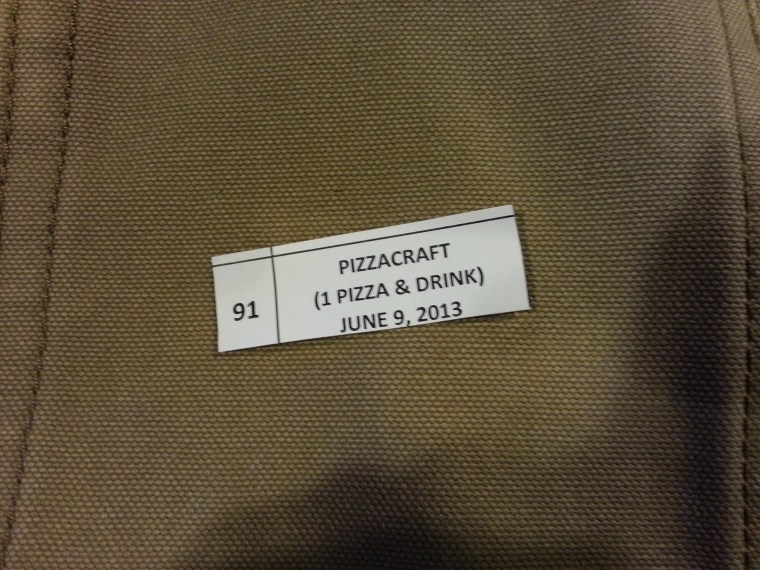 91
PIZZACRAFT
(1 PIZZA & DRINK)
JUNE 9, 2013